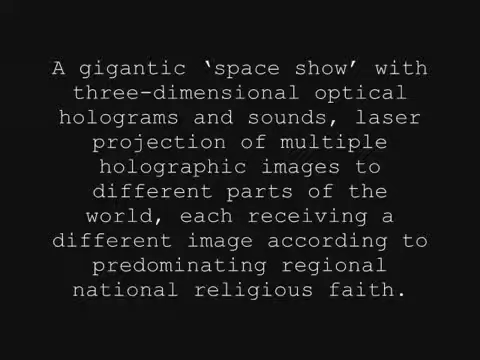 A gigantic ‘space show’ with
three-dimensional optical
holograms and sounds, laser
projection of multiple
holographic images to
different parts of the
world, each receiving a
different image according to
predominating regional
national religious faith.